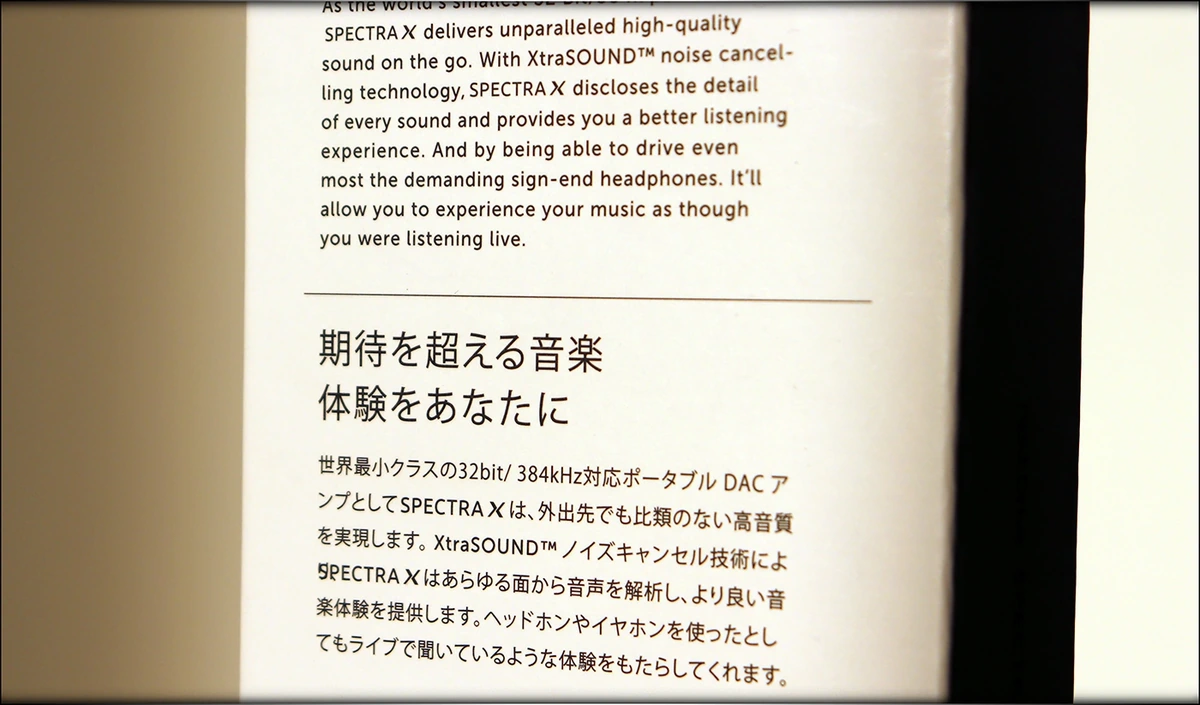 As the world's smallest 32
SPECTRA X delivers unparalleled high-quality
sound on the go. With XtraSOUND™ noise cancel-
ling technology, SPECTRA X discloses the detail
of every sound and provides you a better listening
experience. And by being able to drive even
most the demanding sign-end headphones. It'll
allow you to experience your music as though
you were listening live.
期待を超える音楽
体験をあなたに
世界最小クラスの32bit/ 384kHz対応ポータブル DAC ア
ンプとしてSPECTRA Xは、外出先でも比類のない高音質
を実現します。XtraSOUND™ ノイズキャンセル技術によ
SPECTRA Xはあらゆる面から音声を解析し、より良い音
楽体験を提供します。ヘッドホンやイヤホンを使ったとし
てもライブで聞いているような体験をもたらしてくれます。